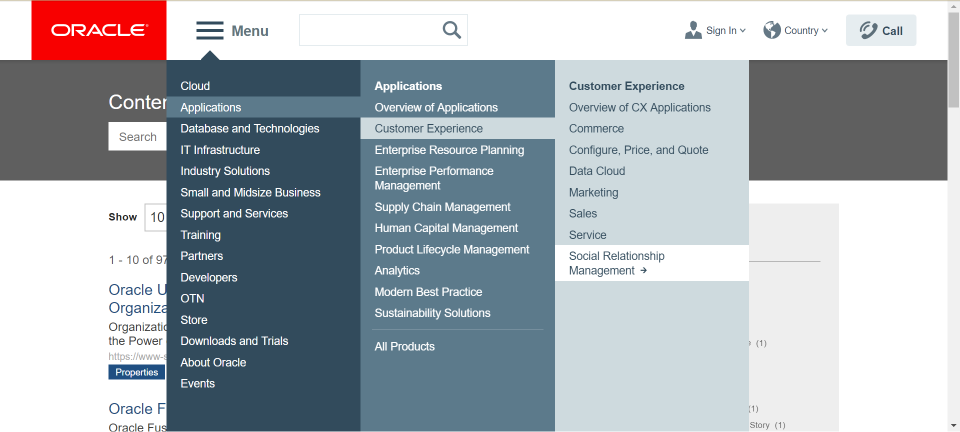 ORACLE
Menu
Sign In
Country
Call
Conte
Search
Show 10
1 - 10 of 97
Oracle U
Organiza
Organizatio
the Power
https://www-s
Properties
Oracle F
Oracle Fus
Cloud
Applications
Database and Technologies
IT Infrastructure
Industry Solutions
Small and Midsize Business
Support and Services
Training
Partners
Developers
OTN
Store
Downloads and Trials
About Oracle
Events
Applications
Overview of Applications
Customer Experience
Enterprise Resource Planning
Enterprise Performance
Management
Supply Chain Management
Human Capital Management
Product Lifecycle Management
Analytics
Modern Best Practice
Sustainability Solutions
All Products
Customer Experience
Overview of CX Applications
Commerce
Configure, Price, and Quote
Data Cloud
Marketing
Sales
Service
Social Relationship
Management →
(1)
(1)
Story (1)